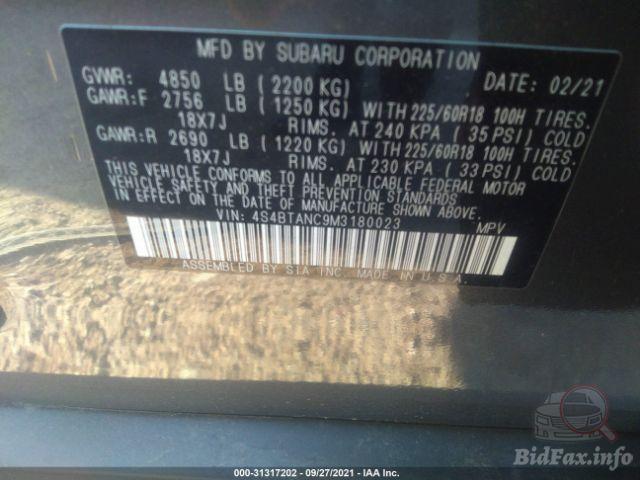 MFD BY SUBARU CORPORATION
GVWR: 4850 LB ( 2200 KG) DATE: 02/21
GAWR:F 2756 LB ( 1250 KG) WITH 225/60R18 100H TIRES.
18X7J RIMS. AT 240 KPA ( 35 PSI) COLD
GAWR:R 2690 LB ( 1220 KG) WITH 225/60R18 100H TIRES.
18X7J RIMS. AT 230 KPA ( 33 PSI) COLD
THIS VEHICLE CONFORMS TO ALL APPLICABLE FEDERAL MOTOR
VEHICLE SAFETY AND THEFT PREVENTION STANDARDS
IN EFFECT ON THE DATE OF MANUFACTURE SHOWN ABOVE.
VIN: 4S4BTANC9M3180023 MPV
ASSEMBLED BY SIA INC. MADE IN U.S.A.
BidFax.info
000-31317202 - 09/27/2021 - IAA Inc.